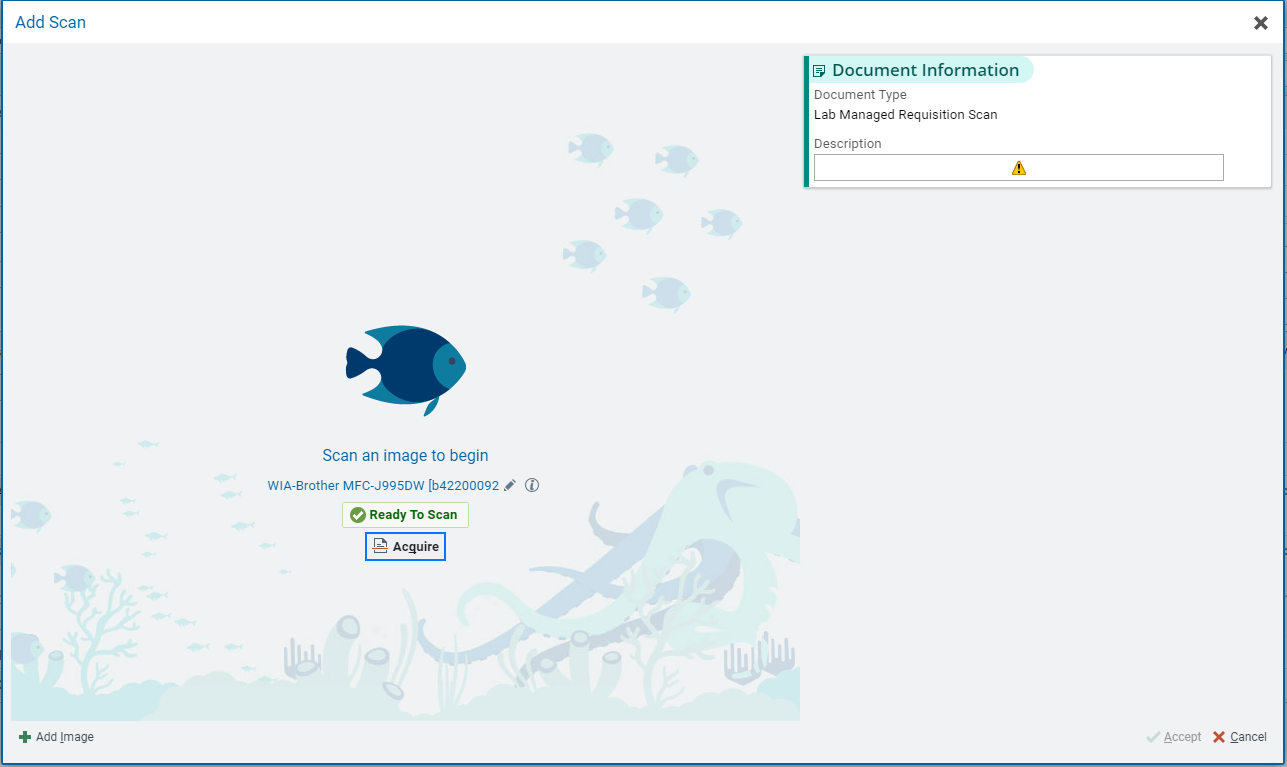 Add Scan
Document Information
Document Type
Lab Managed Requisition Scan
Description
Scan an image to begin
WIA-Brother MFC-J995DW [b42200092
Ready To Scan
Acquire
Add Image
Accept
Cancel